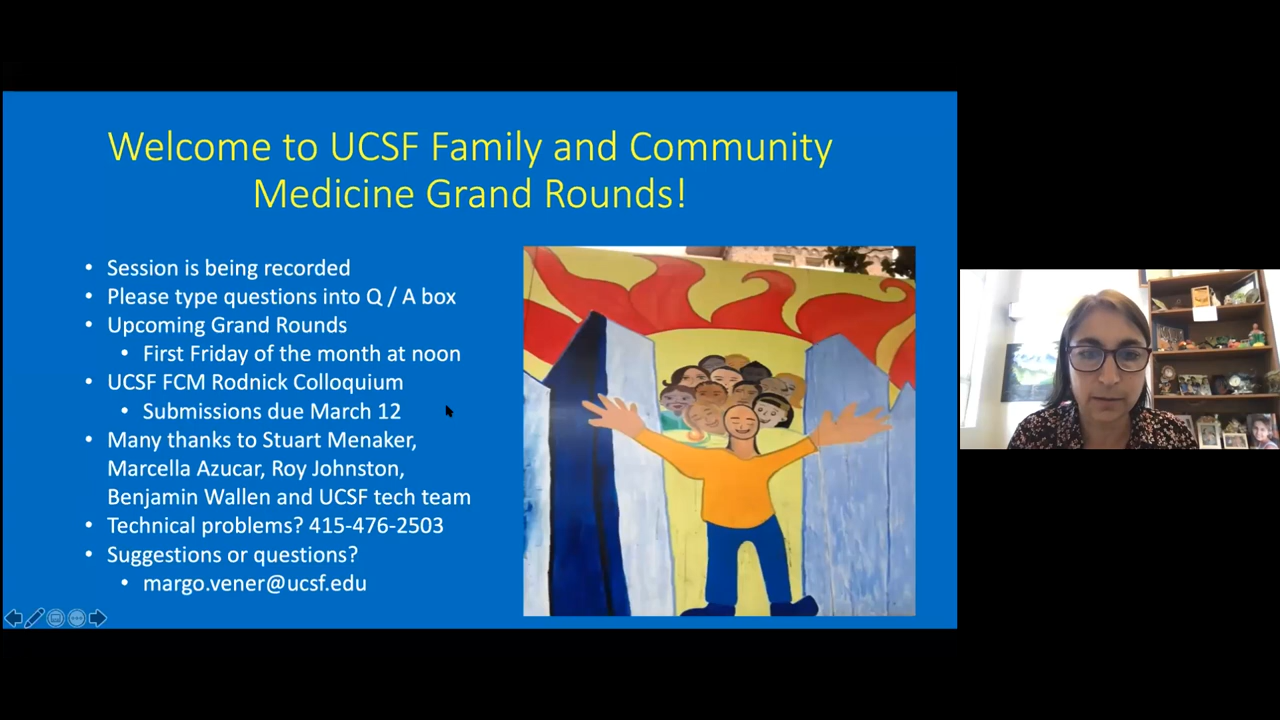 Welcome to UCSF Family and Community
Medicine Grand Rounds!
• Session is being recorded
• Please type questions into Q / A box
• Upcoming Grand Rounds
• First Friday of the month at noon
• UCSF FCM Rodnick Colloquium
• Submissions due March 12
• Many thanks to Stuart Menaker,
Marcella Azucar, Roy Johnston,
Benjamin Wallen and UCSF tech team
• Technical problems? 415-476-2503
• Suggestions or questions?
• margo.vener@ucsf.edu